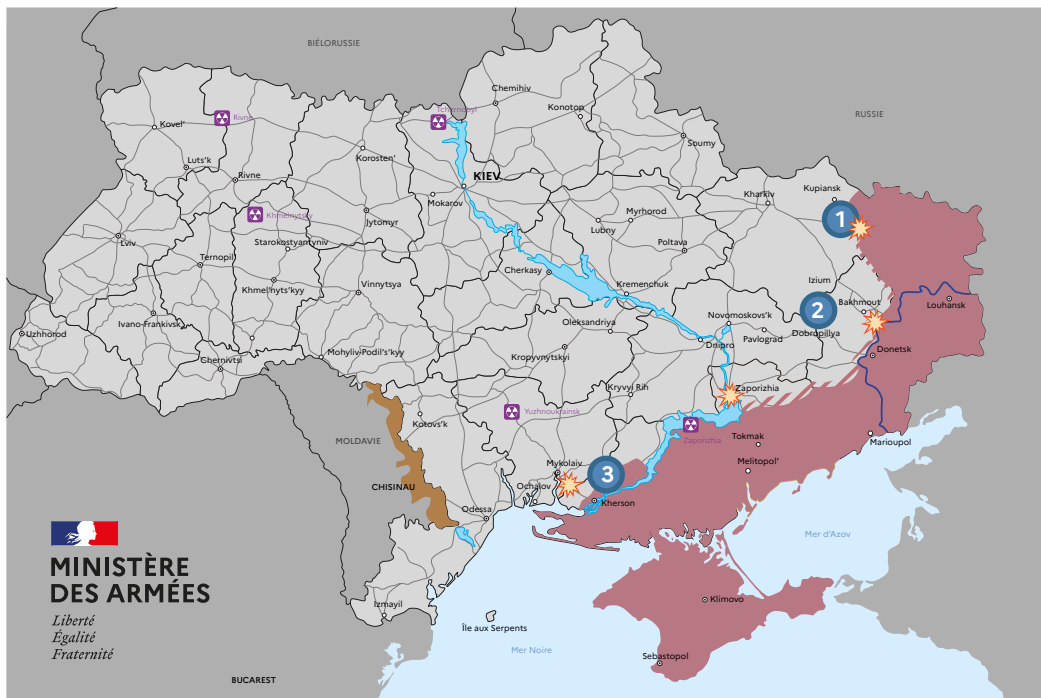 BIÉLORUSSIE
RUSSIE
Chernihiv
Konotop
Tchernobyl
Rivne
Kovel'
Soumy
Korosten'
Luts'k
Rivne
KIEV
Kharkiv
Kupiansk
Makarov
1
Khmelnytsky
Jytomyr
Myrhorod
Lubny
Lviv
Starokostyantyniv
Poltava
Ternopil
Cherkasy
Izium
Khmel'nyts'kyy
Vinnytsya
Kremenchuk
2
Bakhmout
Louhansk
Uzhhorod
Ivano-Frankivsk
Oleksandriya
Novomoskovs'k
Pavlograd
Dobropillya
Dnipro
Donetsk
Chernivtsi
Mohyliv-Podil's'kyy
Kropyvnytskyi
Kryvyi Rih
Zaporizhia
Yuzhnoukrainsk
Kotovs'k
MOLDAVIE
Zaporizhia
Tokmak
Marioupol
Mykolaiv
Melitopol'
3
CHISINAU
Ochakov
Kherson
Odessa
Mer d'Azov
MINISTÈRE
DES ARMÉES
Liberté
Égalité
Fraternité
Izmayil
Klimovo
Île aux Serpents
Mer Noire
Sebastopol
BUCAREST